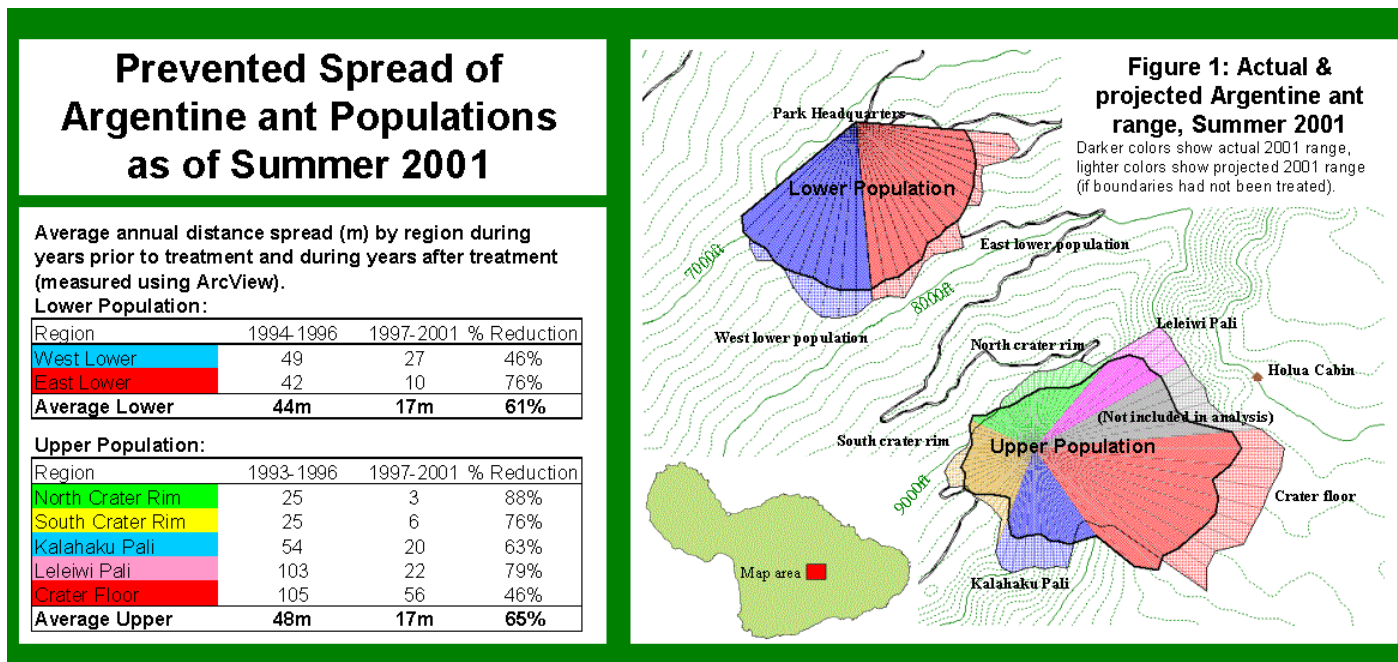 Prevented Spread of
Argentine ant Populations
as of Summer 2001
Average annual distance spread (m) by region during
years prior to treatment and during years after treatment
(measured using ArcView).
Lower Population:
Region 1994-1996 1997-2001 % Reduction
West Lower 49 27 46%
East Lower 42 10 76%
Average Lower 44m 17m 61%
Upper Population:
Region 1993-1996 1997-2001 % Reduction
North Crater Rim 25 3 88%
South Crater Rim 25 6 76%
Kalahaku Pali 54 20 63%
Leleiwi Pali 103 22 79%
Crater Floor 105 56 46%
Average Upper 48m 17m 65%
Figure 1: Actual &
projected Argentine ant
range, Summer 2001
Darker colors show actual 2001 range,
lighter colors show projected 2001 range
(if boundaries had not been treated).
Park Headquarters
Lower Population
East lower population
7000ft
8000ft
West lower population
Leleiwi Pali
North crater rim
Holua Cabin
(Not included in analysis)
South crater rim
Upper Population
9000ft
Crater floor
Map area
Kalahaku Pali